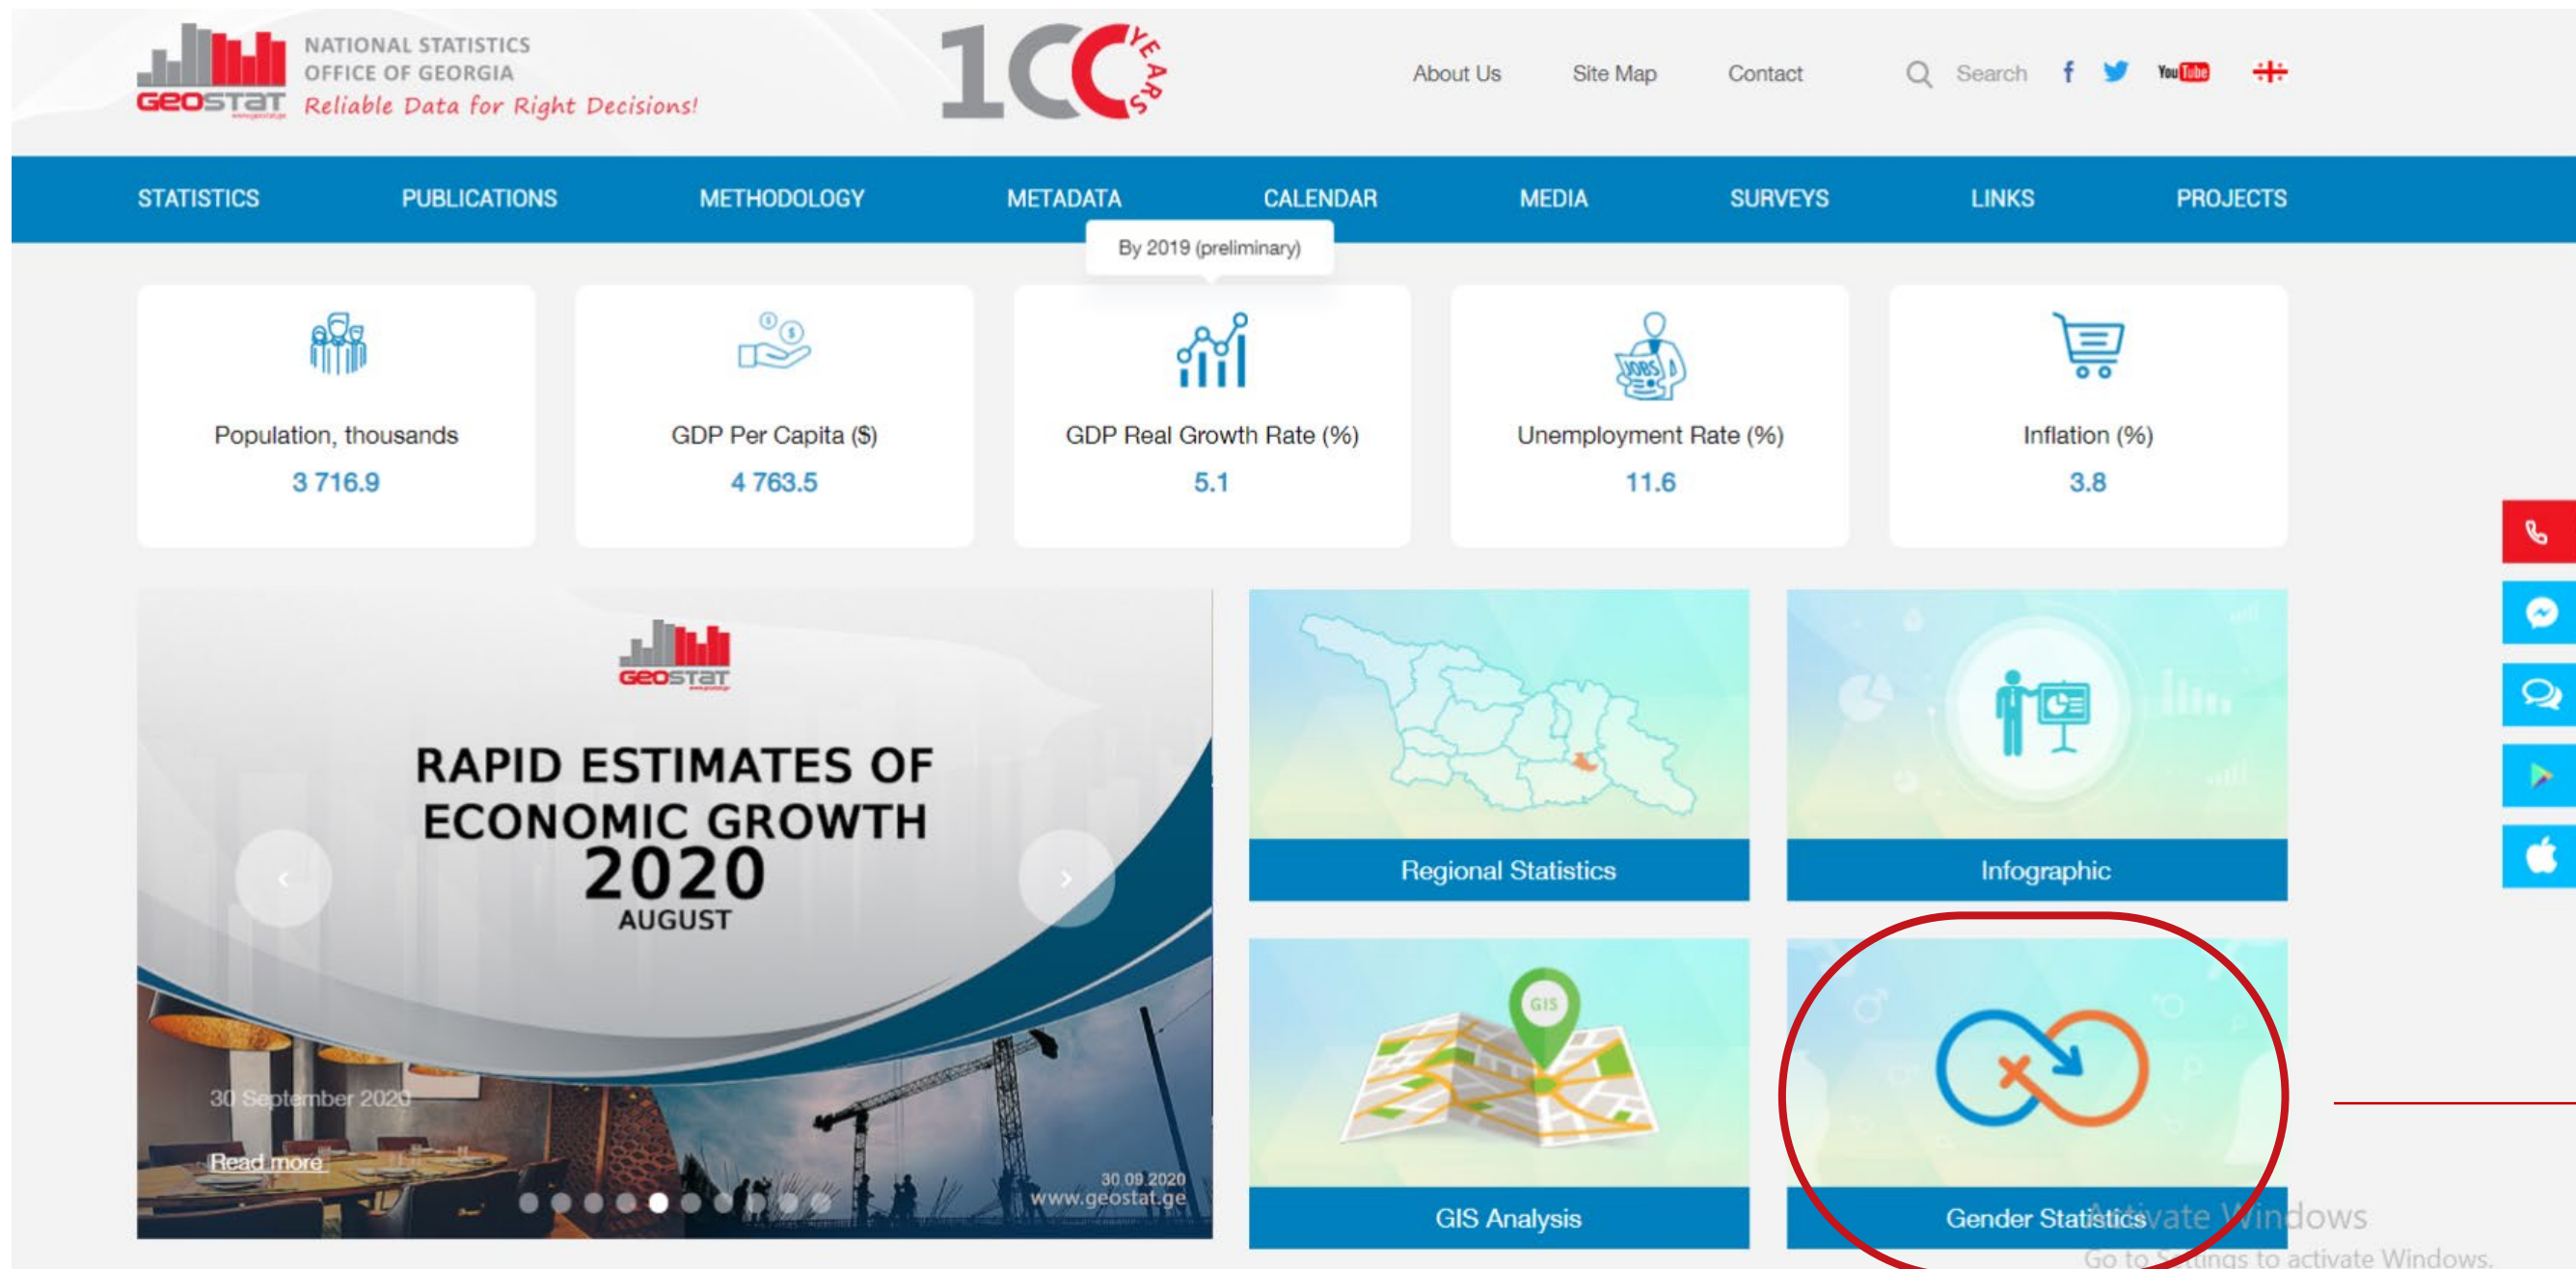 NATIONAL STATISTICS
OFFICE OF GEORGIA
GEOSTAT
Reliable Data for Right Decisions!
100 YEARS
About Us Site Map Contact Search f YouTube
STATISTICS PUBLICATIONS METHODOLOGY METADATA CALENDAR MEDIA SURVEYS LINKS PROJECTS
By 2019 (preliminary)
JOBS
Population, thousands GDP Per Capita ($) GDP Real Growth Rate (%) Unemployment Rate (%) Inflation (%)
3 716.9 4 763.5 5.1 11.6 3.8
GEOSTAT
RAPID ESTIMATES OF
ECONOMIC GROWTH
2020
AUGUST
30 September 2020
Read more
30.09.2020
www.geostat.ge
Regional Statistics Infographic
GIS
GIS Analysis Gender Statistics
Activate Windows
Go to Settings to activate Windows.